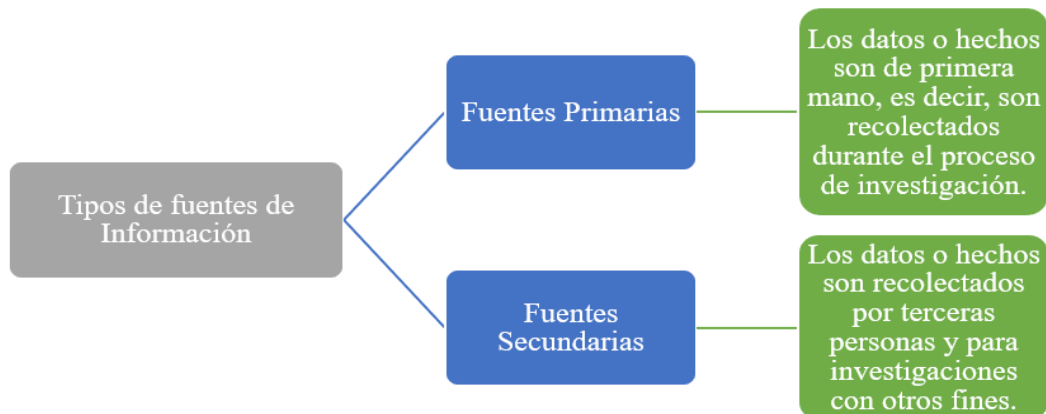 Tipos de fuentes de
Información
Fuentes Primarias
Los datos o hechos
son de primera
mano, es decir, son
recolectados
durante el proceso
de investigación.
Fuentes
Secundarias
Los datos o hechos
son recolectados
por terceras
personas y para
investigaciones
con otros fines.